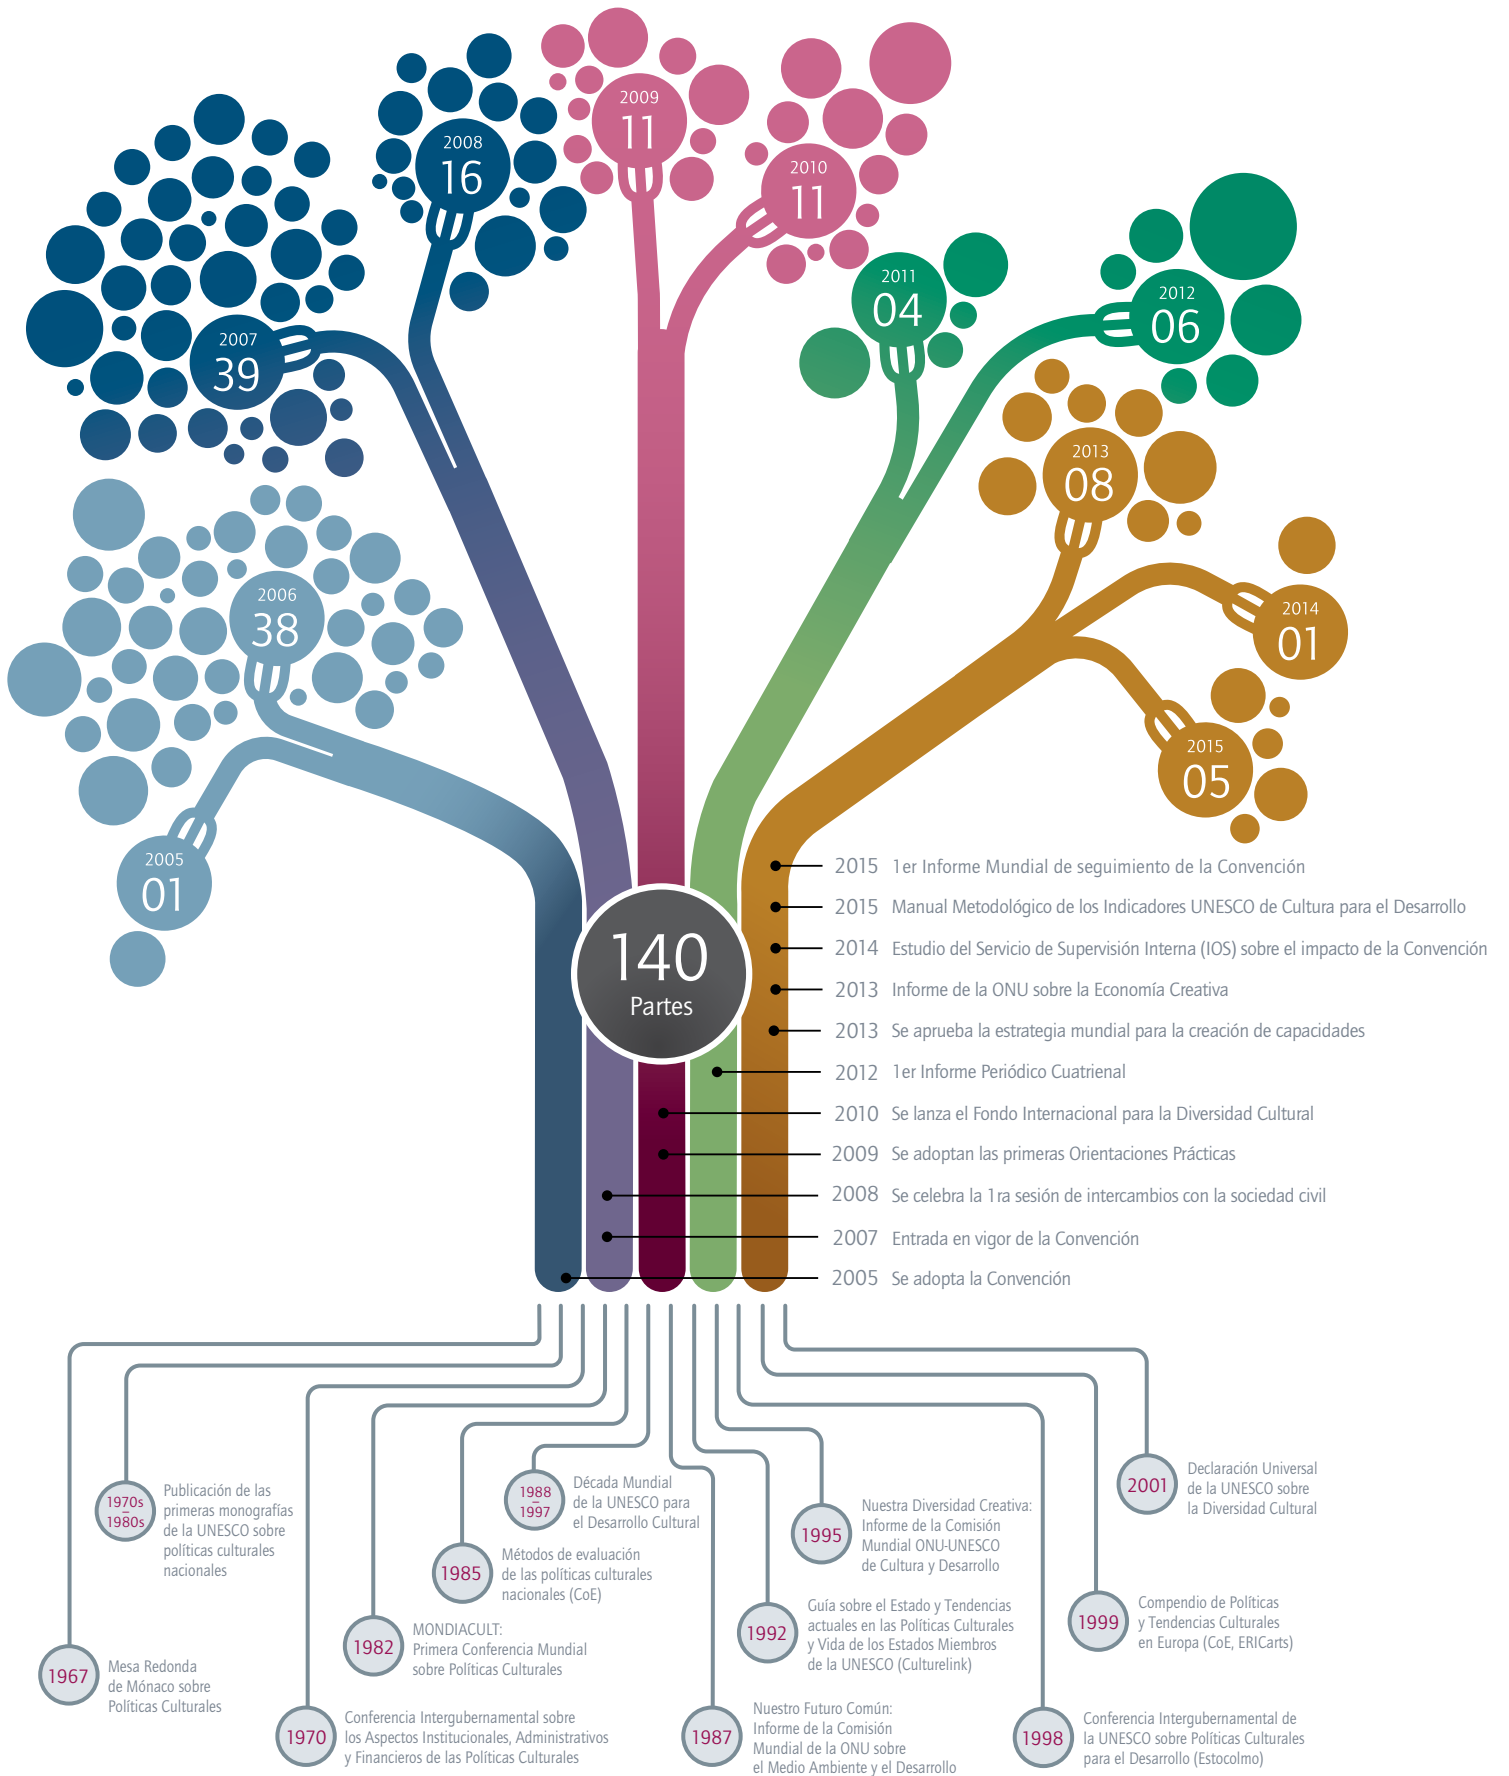 2009
11
2008
16
2010
11
2011
04
2012
06
2007
39
2013
08
2006
38
2014
01
2015
05
2005
01
140
Partes
2015 1er Informe Mundial de seguimiento de la Convención
2015 Manual Metodológico de los Indicadores UNESCO de Cultura para el Desarrollo
2014 Estudio del Servicio de Supervisión Interna (IOS) sobre el impacto de la Convención
2013 Informe de la ONU sobre la Economía Creativa
2013 Se aprueba la estrategia mundial para la creación de capacidades
2012 1er Informe Periódico Cuatrienal
2010 Se lanza el Fondo Internacional para la Diversidad Cultural
2009 Se adoptan las primeras Orientaciones Prácticas
2008 Se celebra la 1ra sesión de intercambios con la sociedad civil
2007 Entrada en vigor de la Convención
2005 Se adopta la Convención
1967
Mesa Redonda
de Mónaco sobre
Políticas Culturales
1970s
–
1980s
Publicación de las
primeras monografías
de la UNESCO sobre
políticas culturales
nacionales
1970
Conferencia Intergubernamental sobre
los Aspectos Institucionales, Administrativos
y Financieros de las Políticas Culturales
1982
MONDIACULT:
Primera Conferencia Mundial
sobre Políticas Culturales
1985
Métodos de evaluación
de las políticas culturales
nacionales (CoE)
1988
–
1997
Década Mundial
de la UNESCO para
el Desarrollo Cultural
1987
Nuestro Futuro Común:
Informe de la Comisión
Mundial de la ONU sobre
el Medio Ambiente y el Desarrollo
1992
Guía sobre el Estado y Tendencias
actuales en las Políticas Culturales
y Vida de los Estados Miembros
de la UNESCO (Culturelink)
1995
Nuestra Diversidad Creativa:
Informe de la Comisión
Mundial ONU-UNESCO
de Cultura y Desarrollo
1998
Conferencia Intergubernamental de
la UNESCO sobre Políticas Culturales
para el Desarrollo (Estocolmo)
1999
Compendio de Políticas
y Tendencias Culturales
en Europa (CoE, ERICarts)
2001
Declaración Universal
de la UNESCO sobre
la Diversidad Cultural